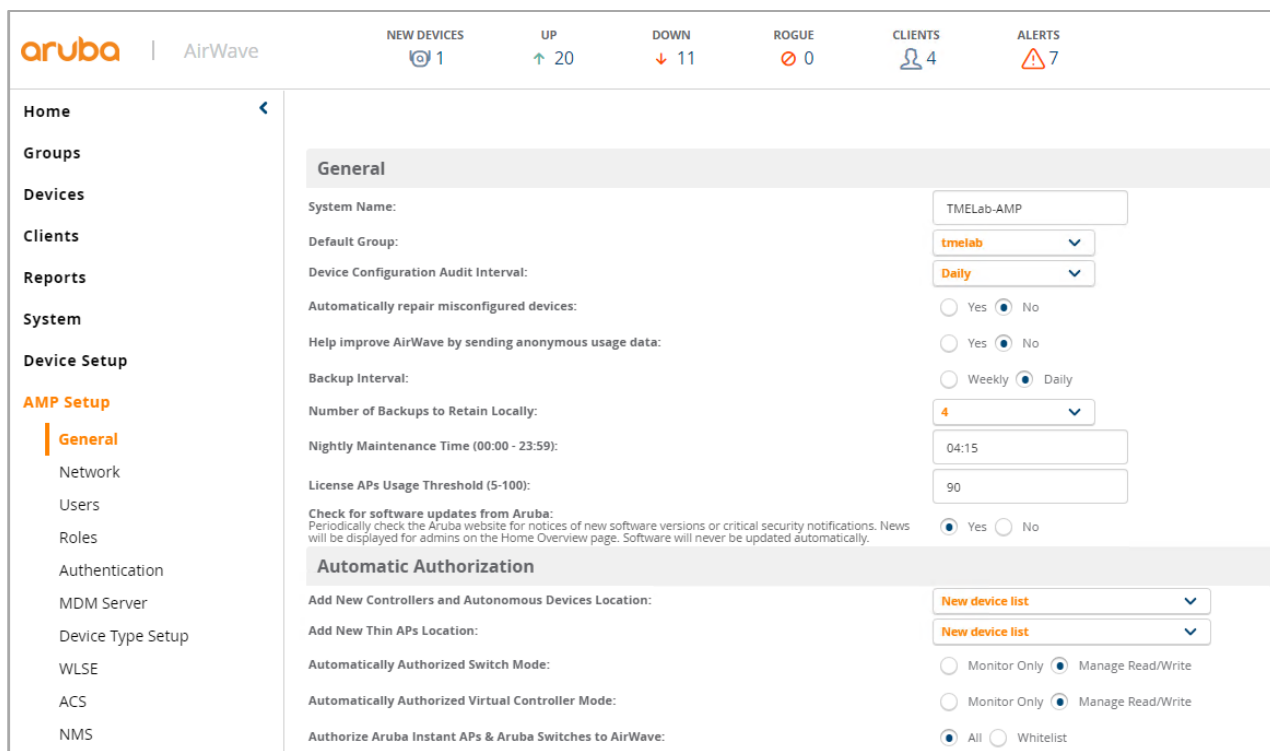 aruba | AirWave
NEW DEVICES UP DOWN ROGUE CLIENTS ALERTS
1 20 11 0 4 7
Home
Groups
Devices
Clients
Reports
System
Device Setup
AMP Setup
General
Network
Users
Roles
Authentication
MDM Server
Device Type Setup
WLSE
ACS
NMS
General
System Name: TMELab-AMP
Default Group: tmelab
Device Configuration Audit Interval: Daily
Automatically repair misconfigured devices: Yes No
Help improve AirWave by sending anonymous usage data: Yes No
Backup Interval: Weekly Daily
Number of Backups to Retain Locally: 4
Nightly Maintenance Time (00:00 - 23:59): 04:15
License APs Usage Threshold (5-100): 90
Check for software updates from Aruba:
Periodically check the Aruba website for notices of new software versions or critical security notifications. News
will be displayed for admins on the Home Overview page. Software will never be updated automatically. Yes No
Automatic Authorization
Add New Controllers and Autonomous Devices Location: New device list
Add New Thin APs Location: New device list
Automatically Authorized Switch Mode: Monitor Only Manage Read/Write
Automatically Authorized Virtual Controller Mode: Monitor Only Manage Read/Write
Authorize Aruba Instant APs & Aruba Switches to AirWave: All Whitelist